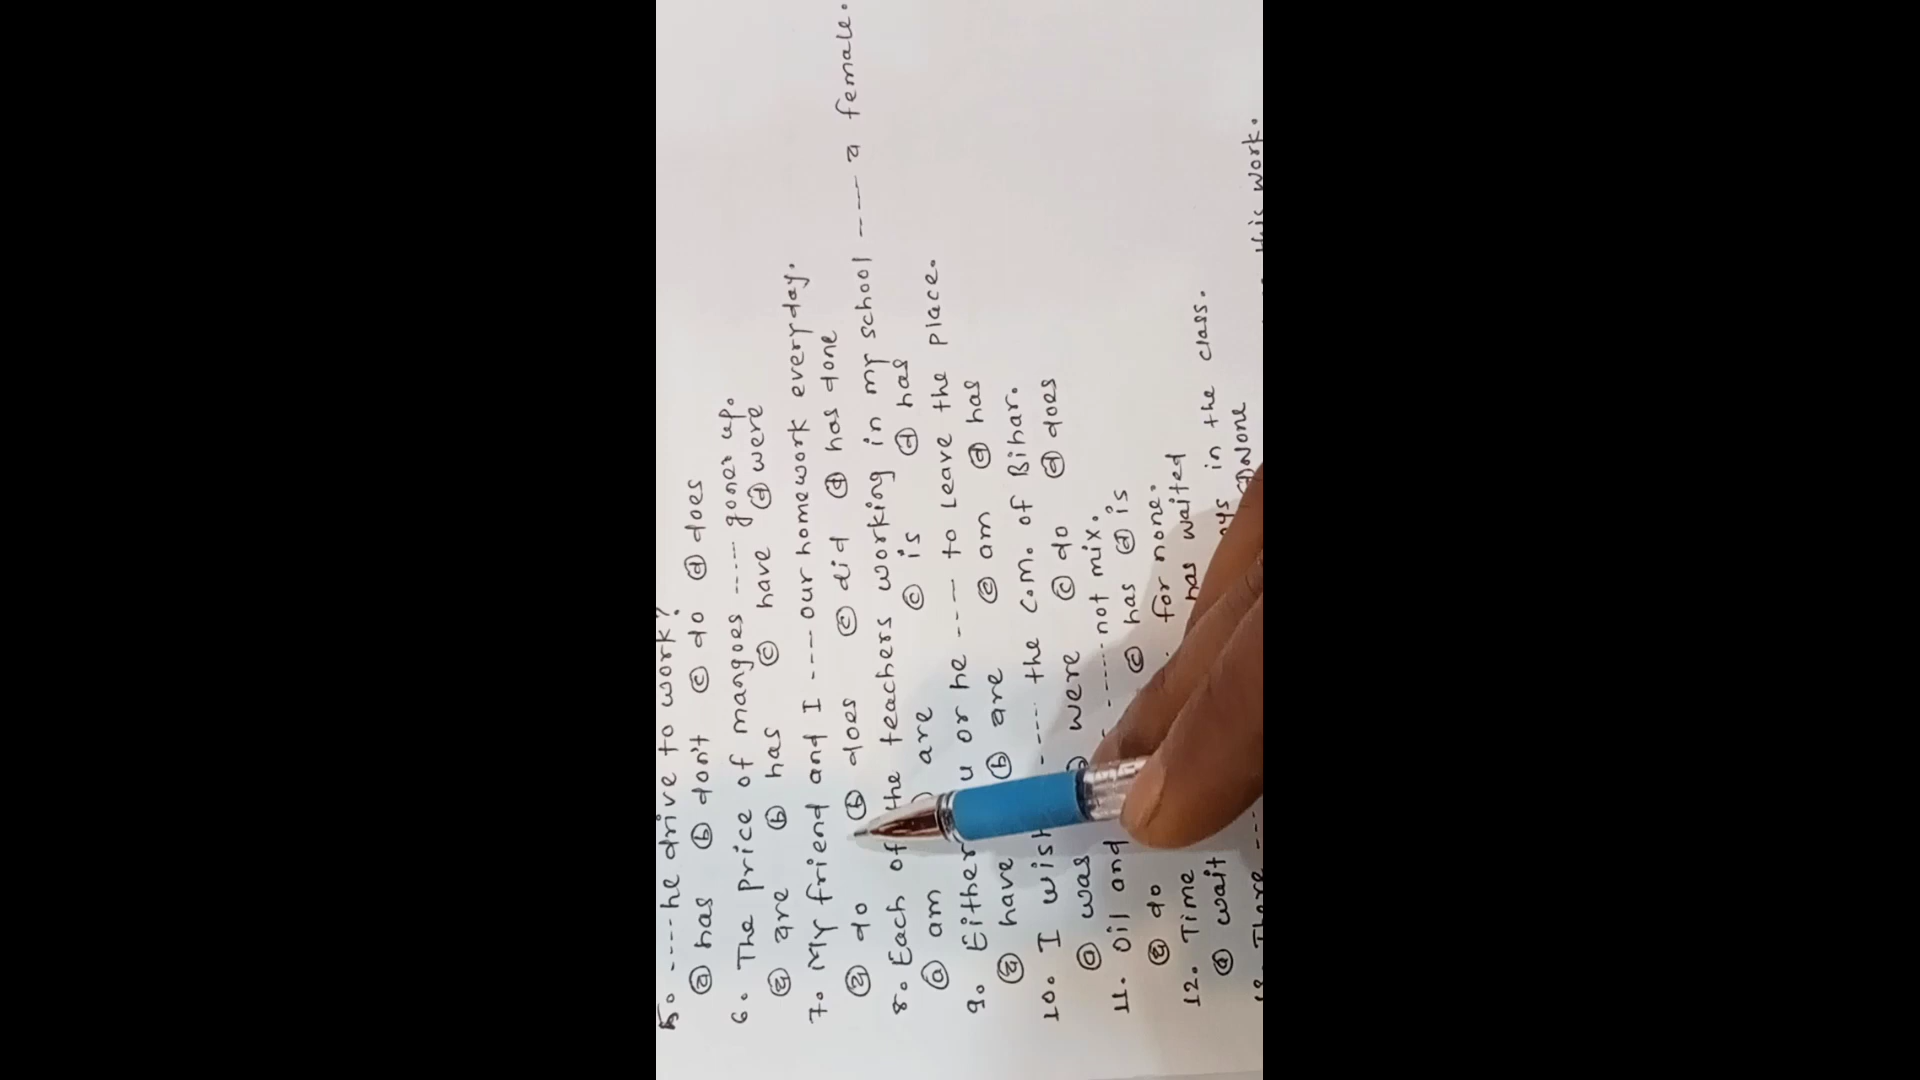 5. ---- he drive to work?
(a) has (b) don't (c) do (d) does
6. The price of mangoes ----- gone up.
(a) are (b) has (c) have (d) were
7. My friend and I ---- our homework everyday.
(a) do (b) does (c) did (d) has done
8. Each of the teachers working in my school ---- a female.
(a) am are (c) is (d) has
9. Either u or he --- to leave the place.
(a) have (b) are (c) am (d) has
10. I wish ---- the C.M. of Bihar.
(a) was were (c) do (d) does
11. Oil and ------ not mix.
(a) do (c) has (d) is
12. Time for none.
(a) wait has waited
There ---- in the class.
(d) None
this work.